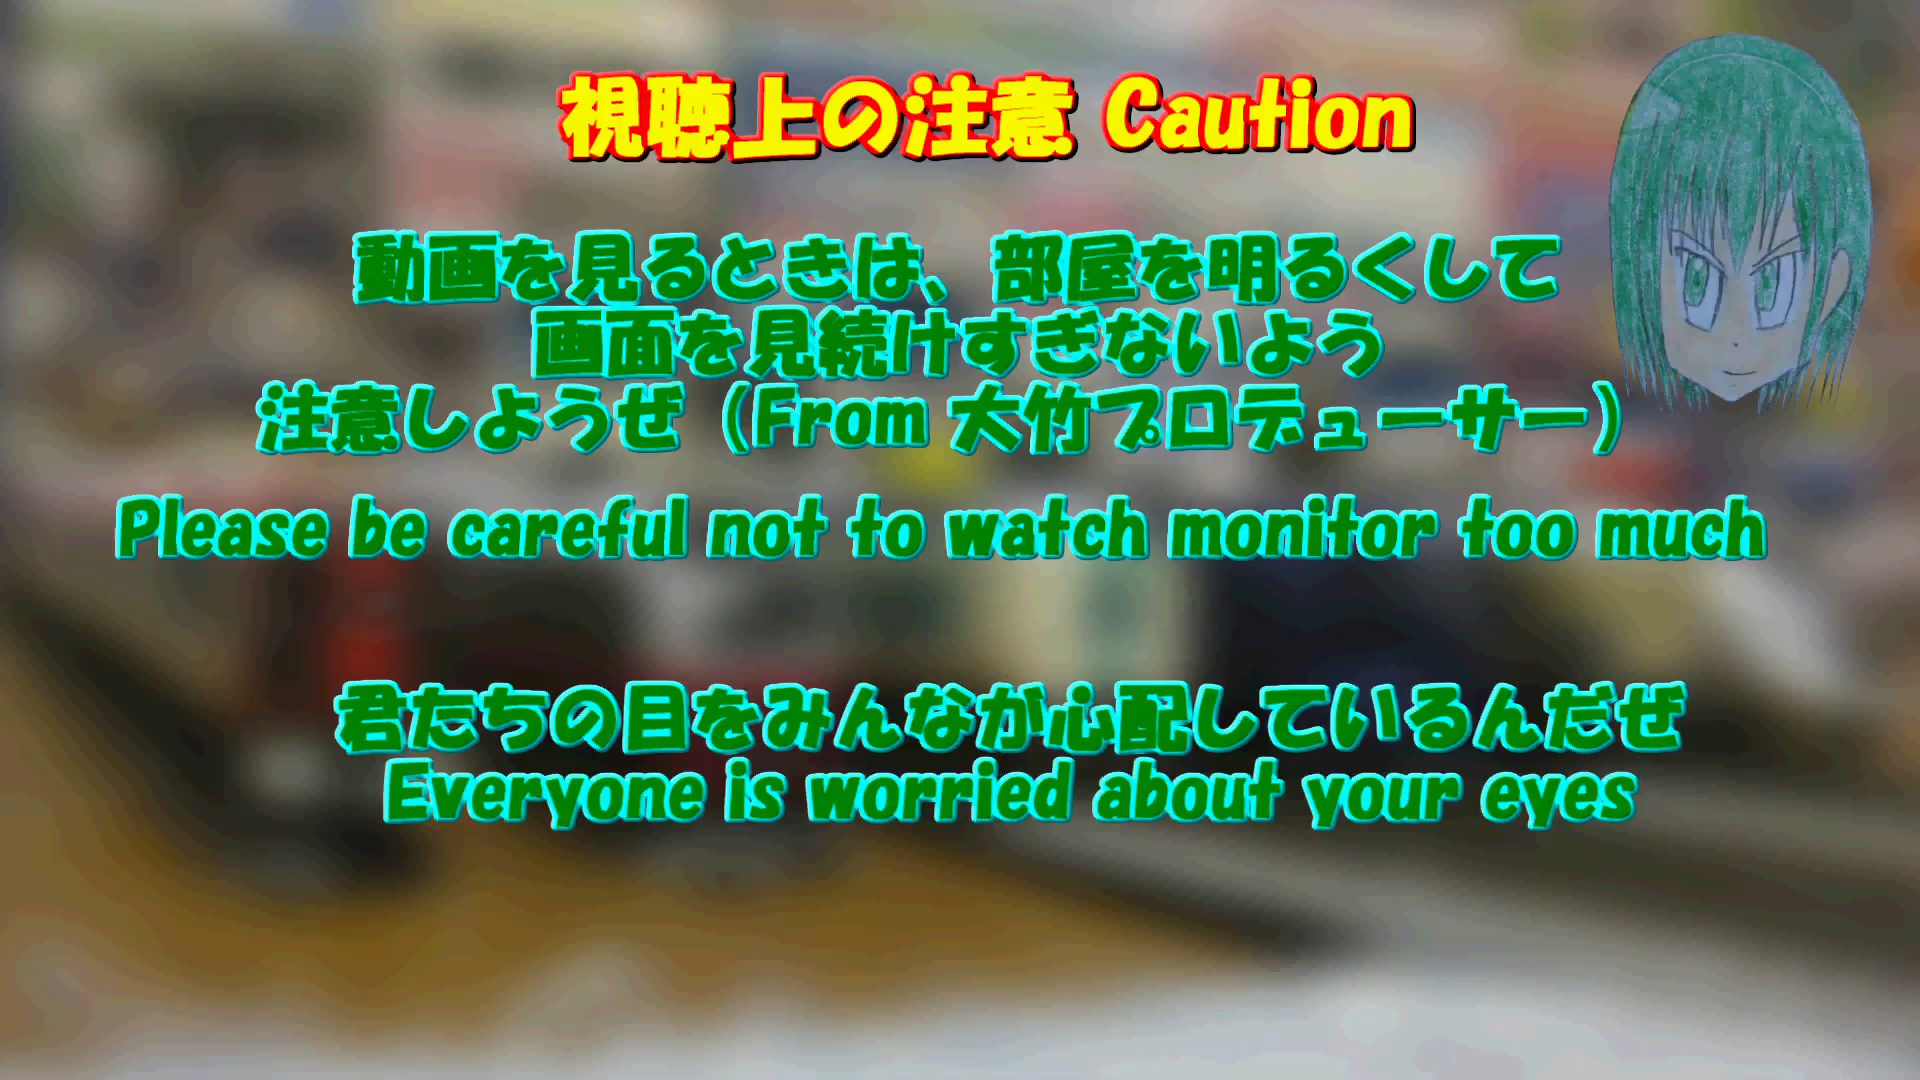 視聴上の注意 Caution
動画を見るときは、部屋を明るくして
画面を見続けすぎないよう
注意しようぜ（From 大竹プロデューサー）
Please be careful not to watch monitor too much
君たちの目をみんなが心配しているんだぜ
Everyone is worried about your eyes